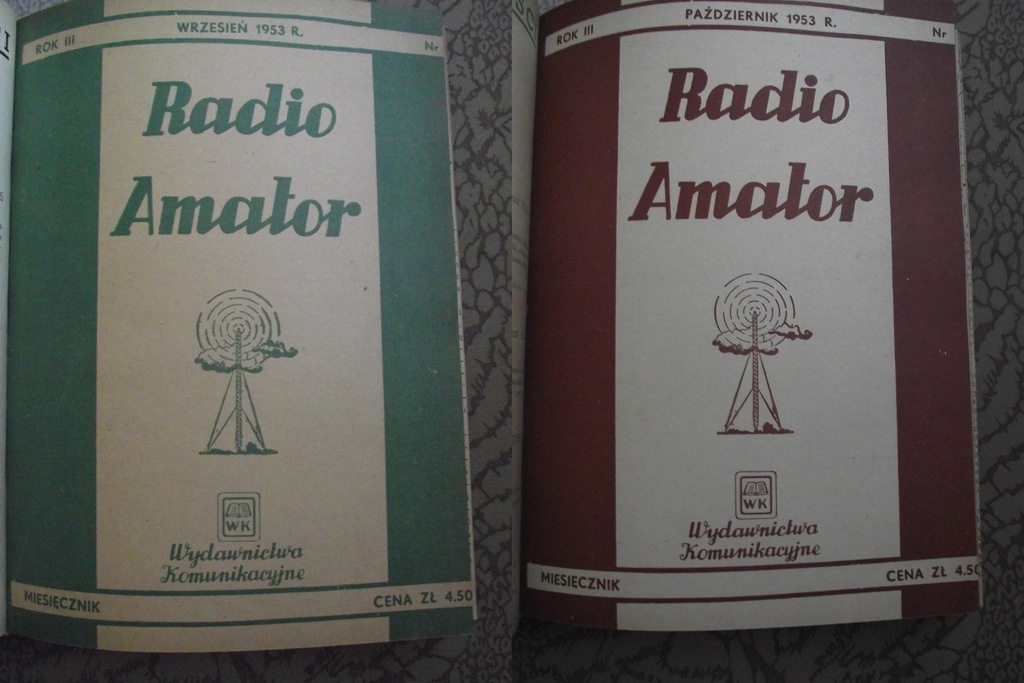 WRZESIEŃ 1953 R.
ROK III
Nr
Radio
Amator
WK
Wydawnictwa
Komunikacyjne
MIESIĘCZNIK
CENA ZŁ 4.50
PAŹDZIERNIK 1953 R.
ROK III
Nr
Radio
Amator
WK
Wydawnictwa
Komunikacyjne
MIESIĘCZNIK
CENA ZŁ 4.50